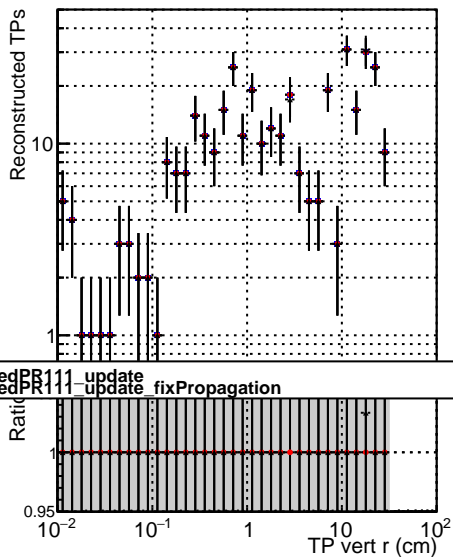 Reconstructed TPs
10
1
edPR111_update
edPR111_update_fixPropagation
Ratio
1
0.95
10⁻² 10⁻¹ 1 10 10²
TP vert r (cm)